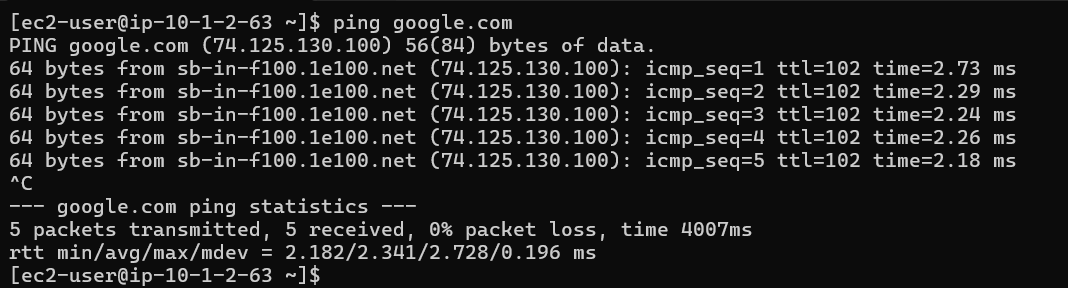 [ec2-user@ip-10-1-2-63 ~]$ ping google.com
PING google.com (74.125.130.100) 56(84) bytes of data.
64 bytes from sb-in-f100.1e100.net (74.125.130.100): icmp_seq=1 ttl=102 time=2.73 ms
64 bytes from sb-in-f100.1e100.net (74.125.130.100): icmp_seq=2 ttl=102 time=2.29 ms
64 bytes from sb-in-f100.1e100.net (74.125.130.100): icmp_seq=3 ttl=102 time=2.24 ms
64 bytes from sb-in-f100.1e100.net (74.125.130.100): icmp_seq=4 ttl=102 time=2.26 ms
64 bytes from sb-in-f100.1e100.net (74.125.130.100): icmp_seq=5 ttl=102 time=2.18 ms
^C
--- google.com ping statistics ---
5 packets transmitted, 5 received, 0% packet loss, time 4007ms
rtt min/avg/max/mdev = 2.182/2.341/2.728/0.196 ms
[ec2-user@ip-10-1-2-63 ~]$